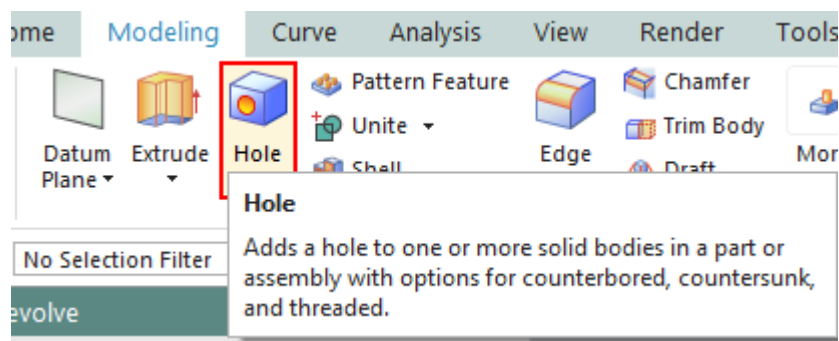 ome Modeling Curve Analysis View Render Tools
Pattern Feature Chamfer
Unite Trim Body
Datum Plane Extrude Hole Shell Edge Draft Mor
Hole
No Selection Filter
Adds a hole to one or more solid bodies in a part or
assembly with options for counterbored, countersunk,
and threaded.
evolve